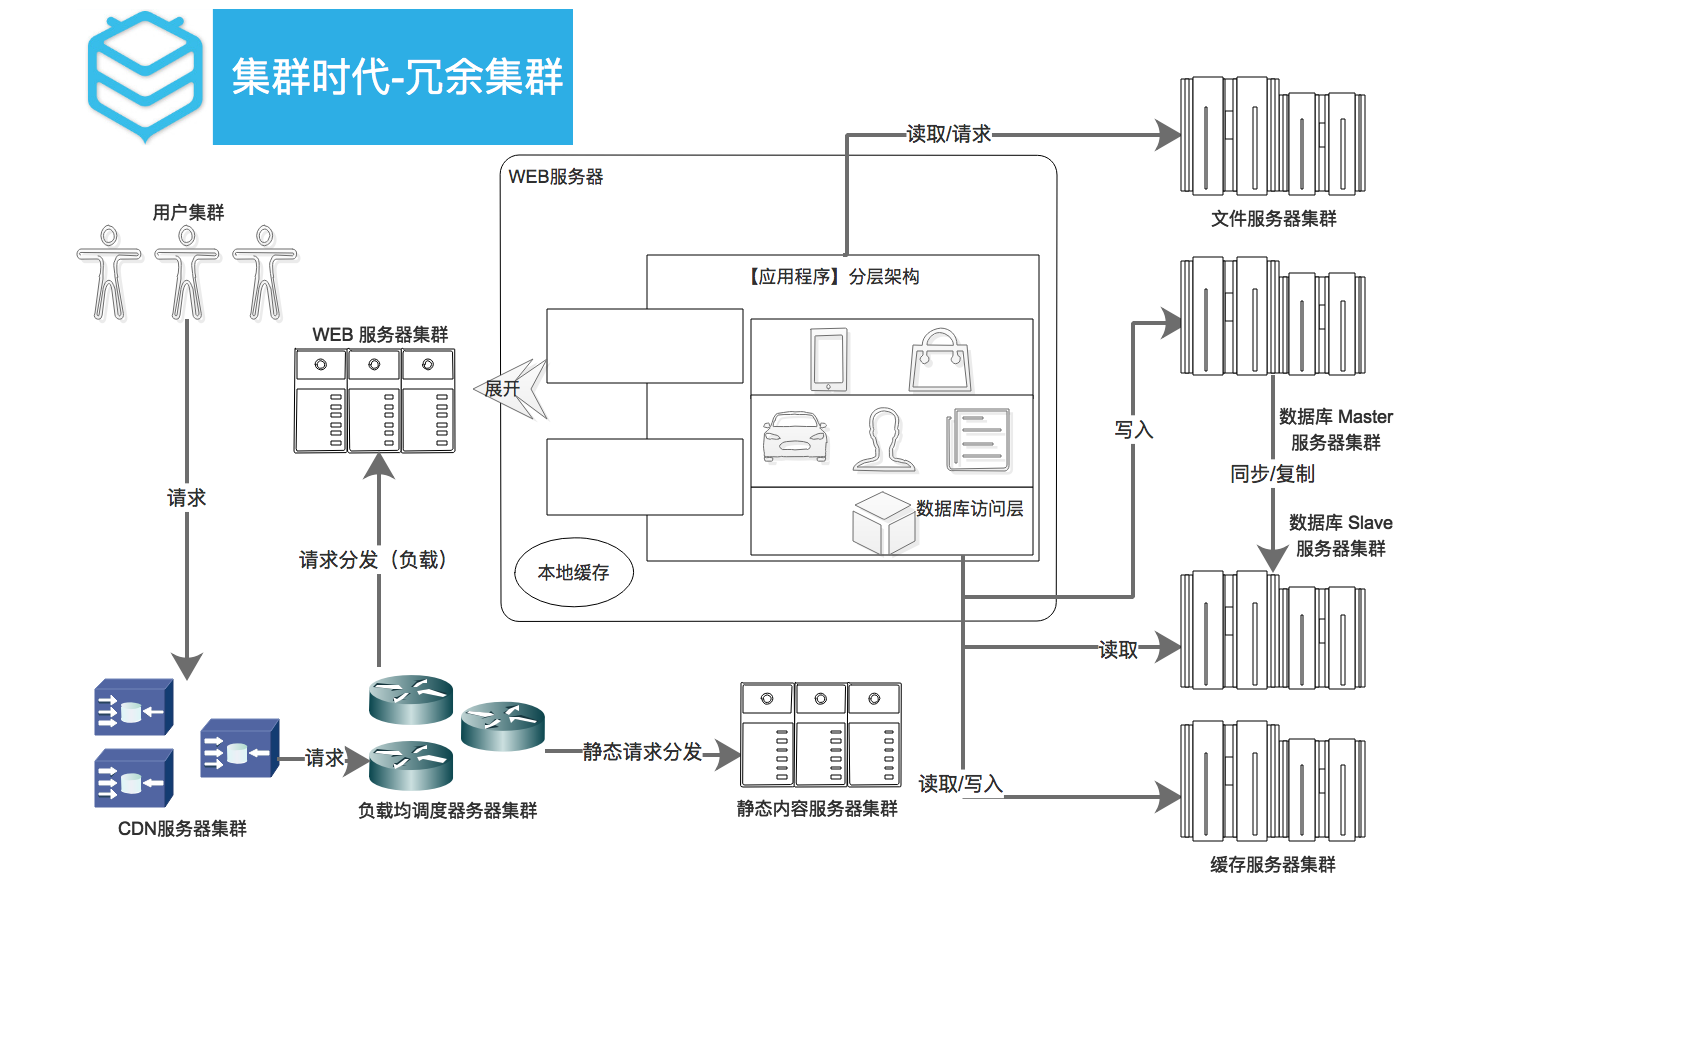 集群时代-冗余集群
用户集群
WEB 服务器集群
请求
请求分发（负载）
CDN服务器集群
请求
负载均调度器务器集群
静态请求分发
静态内容服务器集群
WEB服务器
展开
【应用程序】分层架构
数据库访问层
本地缓存
读取/请求
文件服务器集群
写入
数据库 Master
服务器集群
同步/复制
数据库 Slave
服务器集群
读取
读取/写入
缓存服务器集群